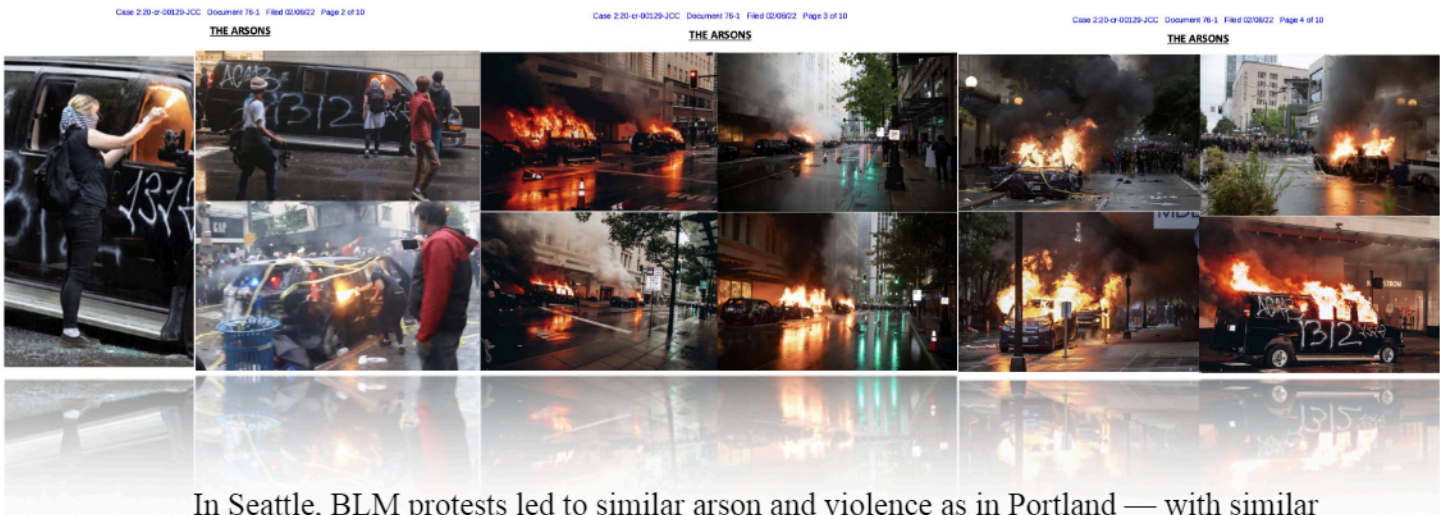 Case 2:20-cr-00129-JCC Document 76-1 Filed 02/08/22 Page 2 of 10
THE ARSONS
ACAB
1312
1312
GAP
Case 2:20-cr-00129-JCC Document 76-1 Filed 02/08/22 Page 3 of 10
THE ARSONS
Case 2:20-cr-00129-JCC Document 76-1 Filed 02/08/22 Page 4 of 10
THE ARSONS
ACAB
1312
In Seattle, BLM protests led to similar arson and violence as in Portland — with similar